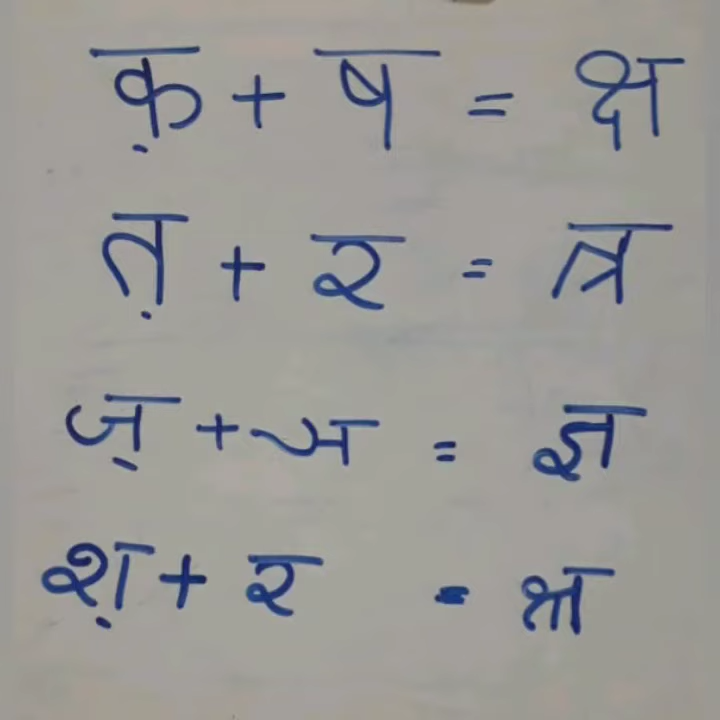 क् + ष = क्ष
त् + र = त्र
ज् + ञ = ज्ञ
श् + र = श्र